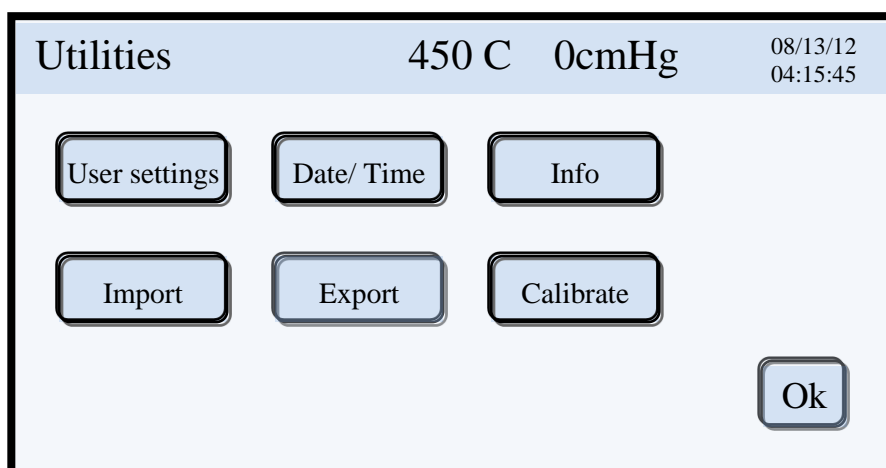 Utilities 450 C 0cmHg 08/13/12
04:15:45
User settings Date/ Time Info
Import Export Calibrate
Ok